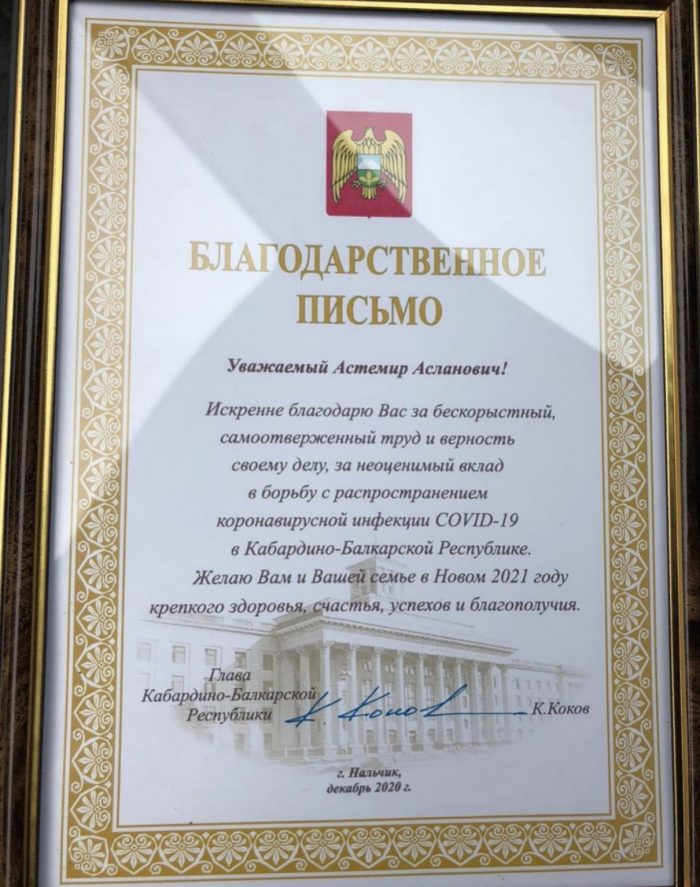 БЛАГОДАРСТВЕННОЕ
ПИСЬМО
Уважаемый Астемир Асланович!
Искренне благодарю Вас за бескорыстный,
самоотверженный труд и верность
своему делу, за неоценимый вклад
в борьбу с распространением
коронавирусной инфекции COVID-19
в Кабардино-Балкарской Республике.
Желаю Вам и Вашей семье в Новом 2021 году
крепкого здоровья, счастья, успехов и благополучия.
Глава
Кабардино-Балкарской
Республики К. Коков К.Коков
г. Нальчик,
декабрь 2020 г.